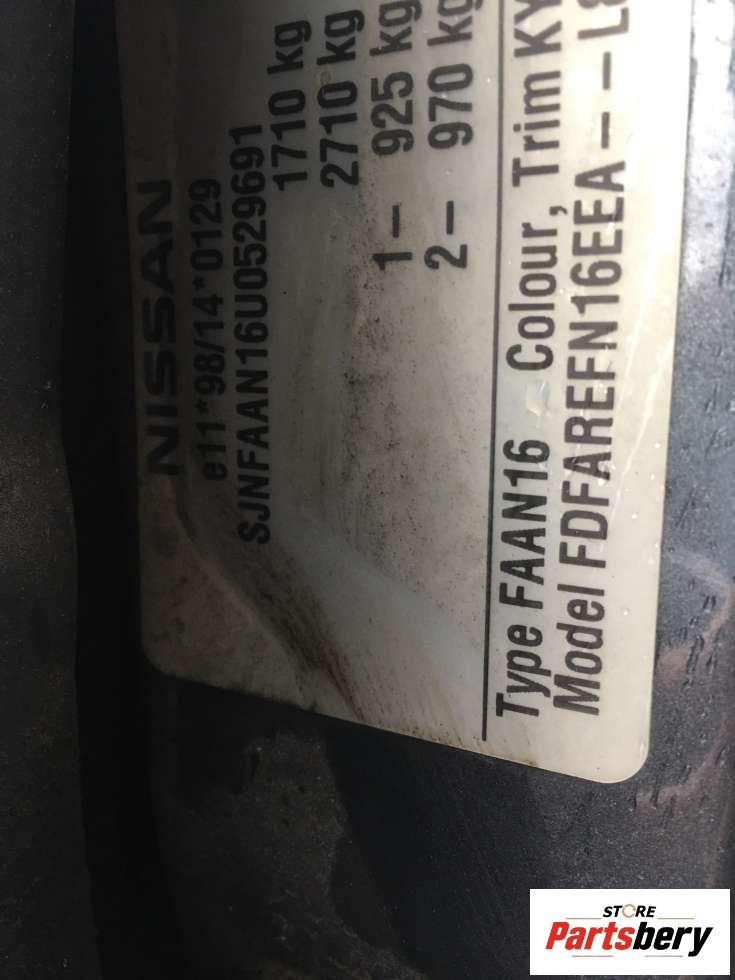 NISSAN
e11*98/14*0129
SJNFAAN16U0529691
1710 kg
2710 kg
1– 925 kg
2– 970 kg
Type FAAN16 Colour, Trim KY
Model FDFAREFN16EEA – – L
STORE
Partsbery